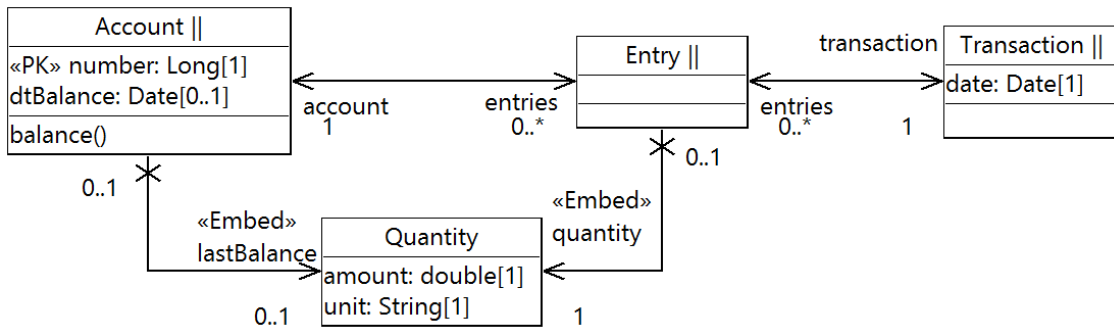 Account ||
«PK» number: Long[1]
dtBalance: Date[0..1]
balance()
account
1
entries
0..*
Entry ||
transaction
entries
0..*
1
Transaction ||
date: Date[1]
0..1
«Embed»
lastBalance
0..1
0..1
«Embed»
quantity
1
Quantity
amount: double[1]
unit: String[1]